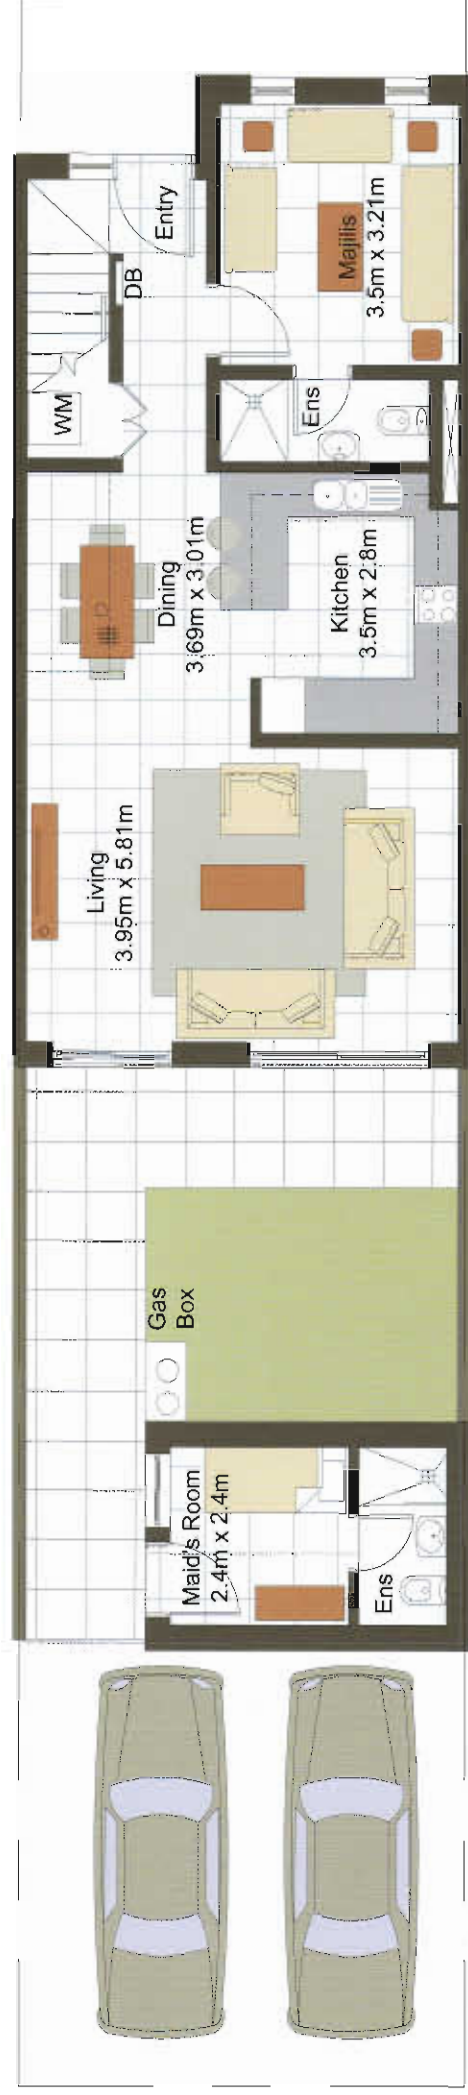 Entry
DB
WM
Majilis
3.5m x 3.21m
Ens
Dining
3.69m x 3.01m
Kitchen
3.5m x 2.8m
Living
3.95m x 5.81m
Gas
Box
Maid's Room
2.4m x 2.4m
Ens